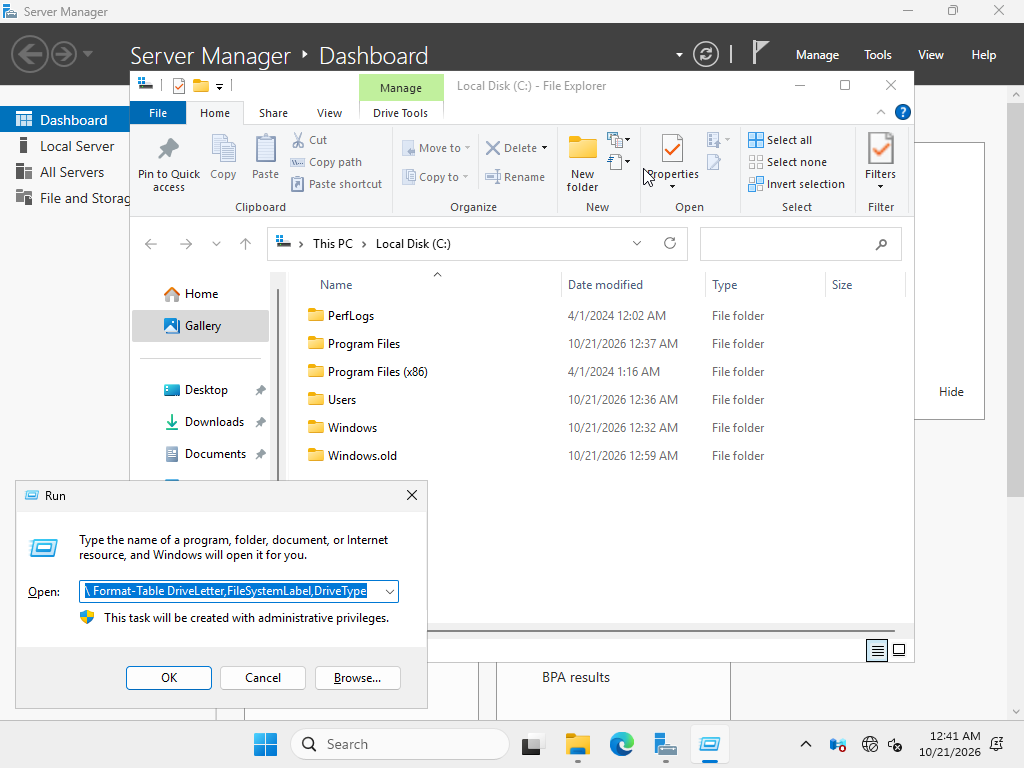 Server Manager
Server Manager
Dashboard
Manage
Tools
View
Help
Manage
Local Disk (C:) - File Explorer
File
Home
Share
View
Drive Tools
Dashboard
Local Server
All Servers
File and Storag
Pin to Quick
access
Copy
Paste
Cut
Copy path
Paste shortcut
Clipboard
Move to
Copy to
Delete
Rename
Organize
New
folder
New
Properties
Open
Select all
Select none
Invert selection
Select
Filters
Filter
This PC
Local Disk (C:)
Home
Gallery
Desktop
Downloads
Documents
Name
Date modified
Type
Size
PerfLogs
4/1/2024 12:02 AM
File folder
Program Files
10/21/2026 12:37 AM
File folder
Program Files (x86)
4/1/2024 1:16 AM
File folder
Users
10/21/2026 12:36 AM
File folder
Windows
10/21/2026 12:32 AM
File folder
Windows.old
10/21/2026 12:59 AM
File folder
Hide
Run
Type the name of a program, folder, document, or Internet
resource, and Windows will open it for you.
Open:
\ Format-Table DriveLetter,FileSystemLabel,DriveType
This task will be created with administrative privileges.
OK
Cancel
Browse...
BPA results
Search
12:41 AM
10/21/2026